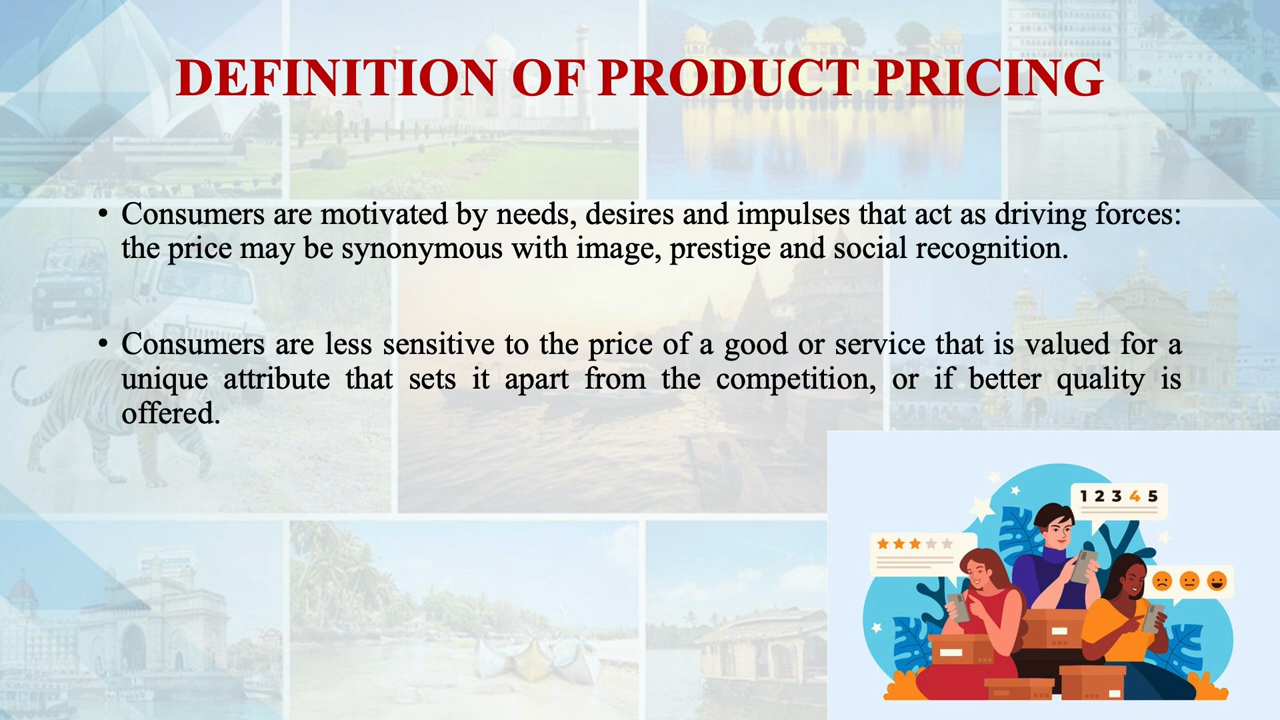 DEFINITION OF PRODUCT PRICING
• Consumers are motivated by needs, desires and impulses that act as driving forces:
the price may be synonymous with image, prestige and social recognition.
• Consumers are less sensitive to the price of a good or service that is valued for a
unique attribute that sets it apart from the competition, or if better quality is
offered.
1 2 3 4 5